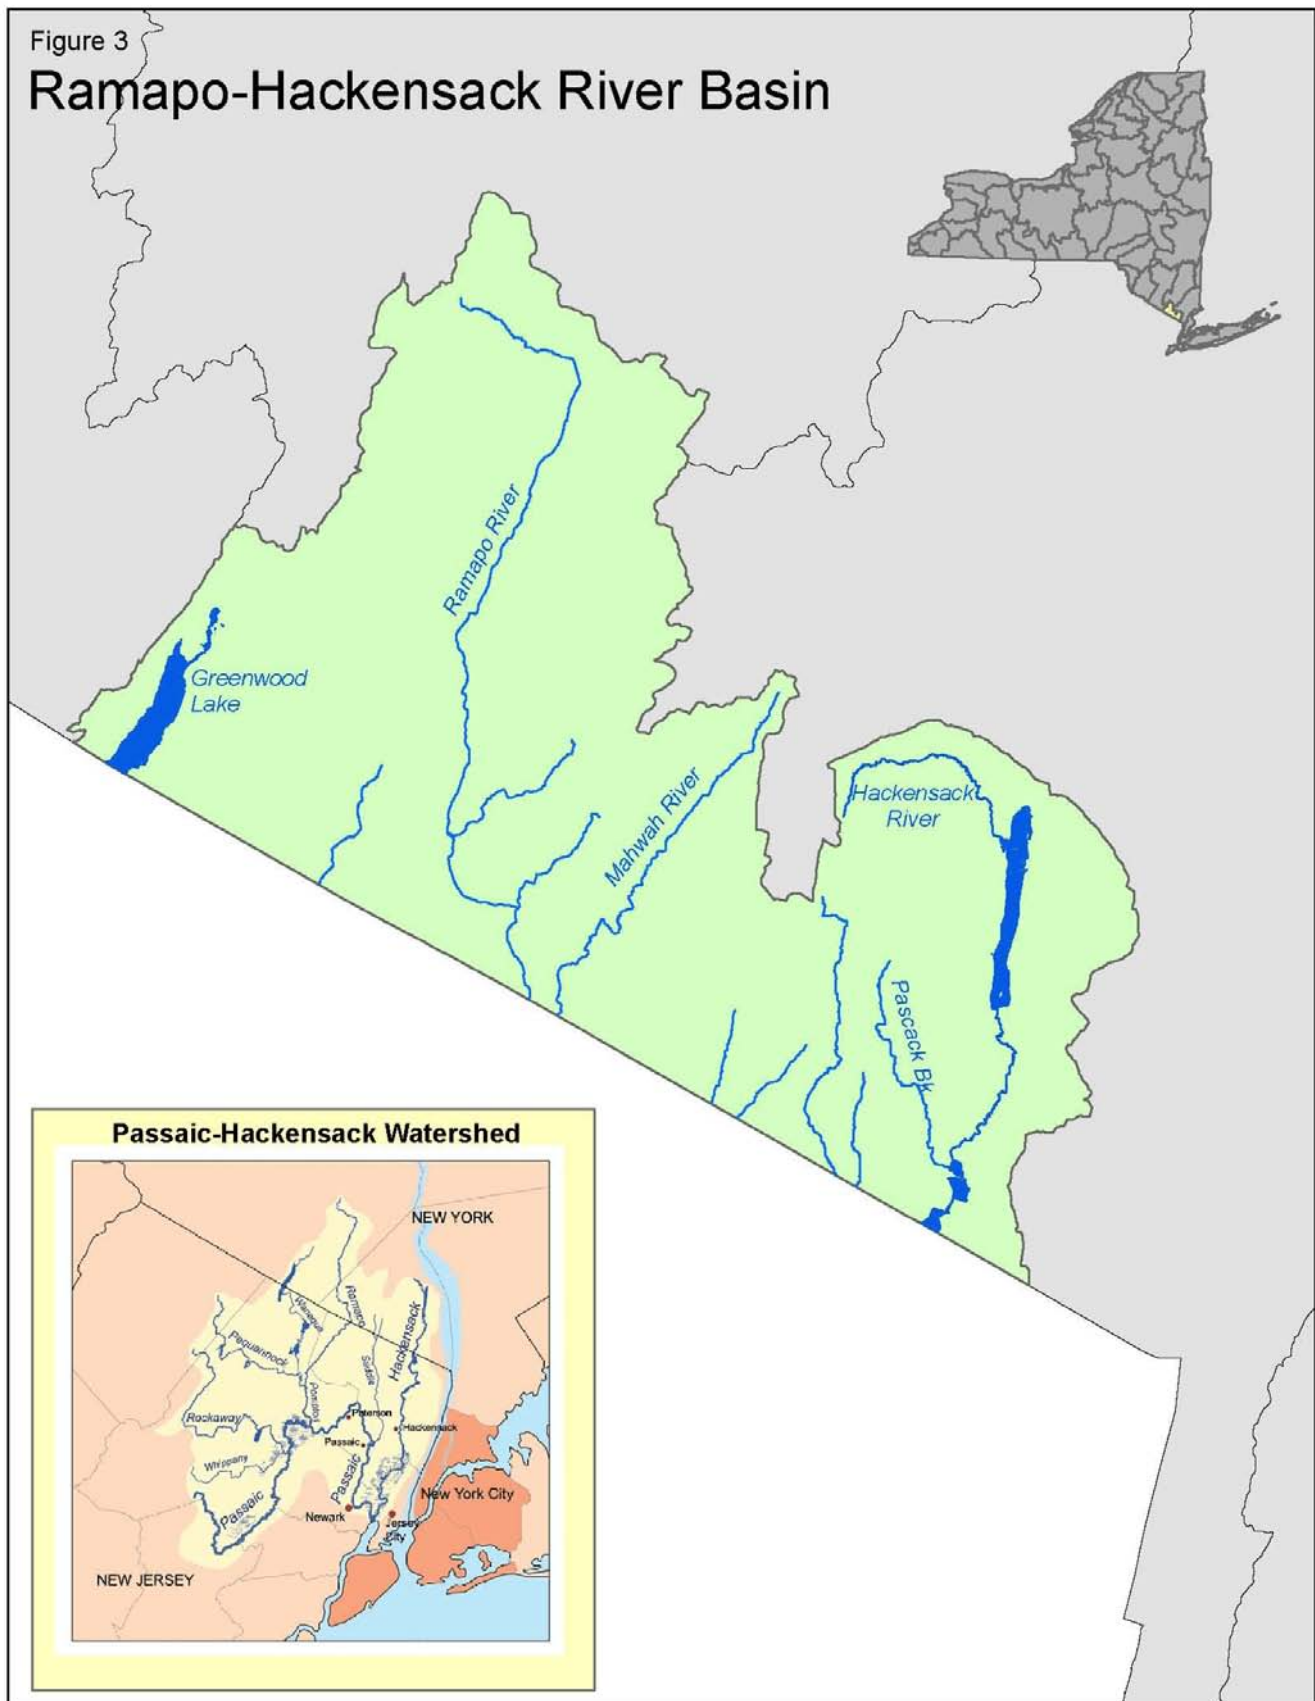 Figure 3
Ramapo-Hackensack River Basin
Ramapo River
Greenwood
Lake
Mahwah River
Hackensack
River
Pascack Bk
Passaic-Hackensack Watershed
NEW YORK
Ramapo
Wanaque
Hackensack
Pequannock
Saddle
Pompton
Rockaway
Paterson
Hackensack
Passaic
Whippany
Passaic
Passaic
New York City
Newark
Jersey
City
NEW JERSEY